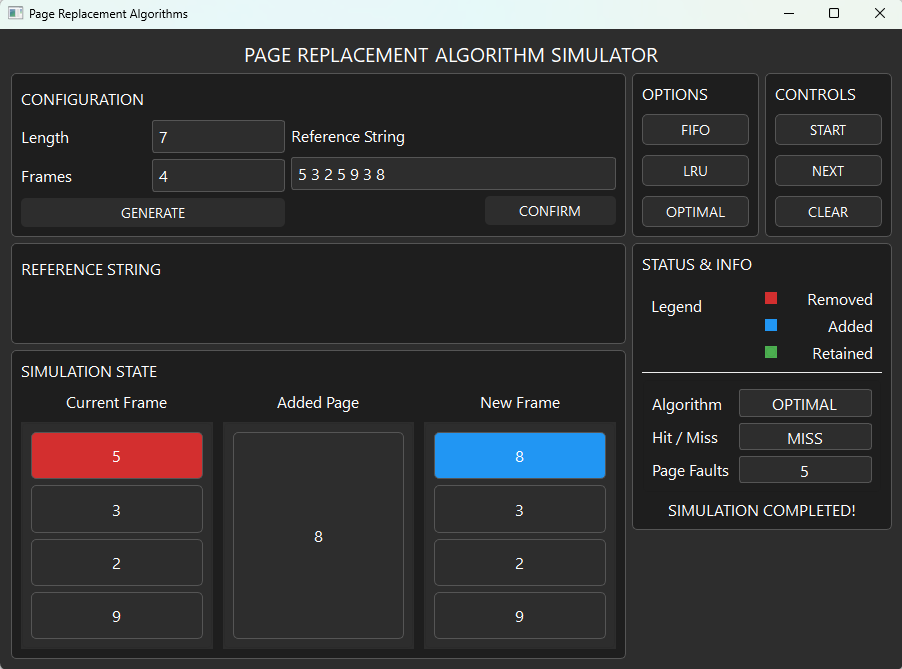 Page Replacement Algorithms
PAGE REPLACEMENT ALGORITHM SIMULATOR
CONFIGURATION
Length
7
Reference String
Frames
4
5 3 2 5 9 3 8
GENERATE
CONFIRM
OPTIONS
FIFO
LRU
OPTIMAL
CONTROLS
START
NEXT
CLEAR
REFERENCE STRING
SIMULATION STATE
Current Frame
5
3
2
9
Added Page
8
New Frame
8
3
2
9
STATUS & INFO
Legend
Removed
Added
Retained
Algorithm
OPTIMAL
Hit / Miss
MISS
Page Faults
5
SIMULATION COMPLETED!